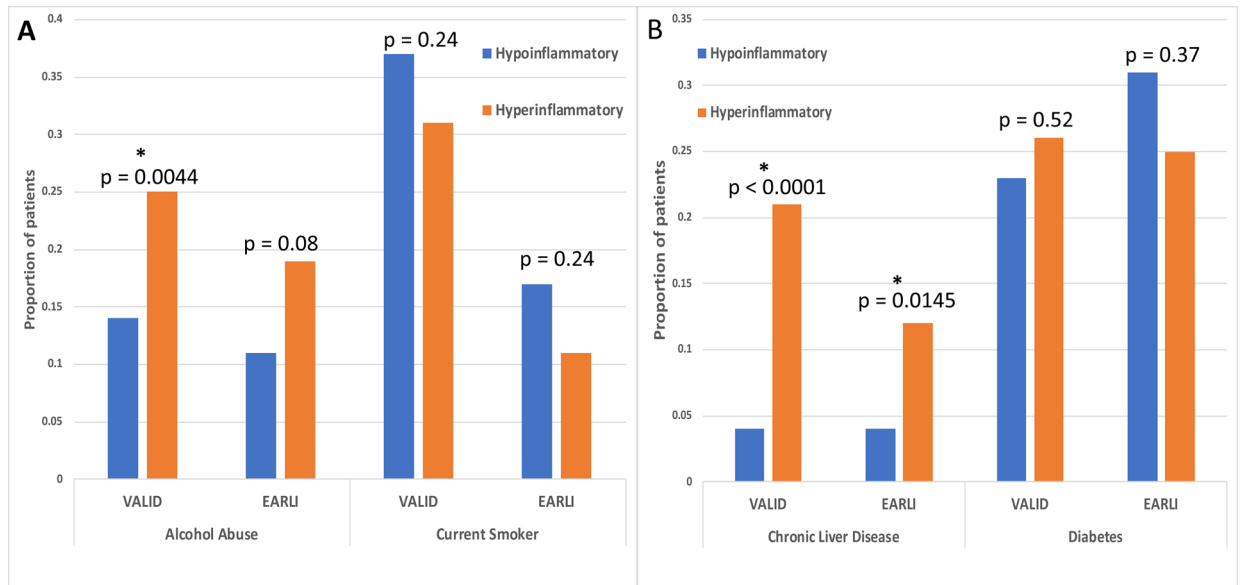 A
0.4
0.35
0.3
0.25
0.2
0.15
0.1
0.05
0
Proportion of patients
p = 0.24
Hypoinflammatory
Hyperinflammatory
*
p = 0.0044
p = 0.08
p = 0.24
VALID EARLI VALID EARLI
Alcohol Abuse Current Smoker
B
0.35
0.3
0.25
0.2
0.15
0.1
0.05
0
Proportion of patients
Hypoinflammatory
Hyperinflammatory
p = 0.37
p = 0.52
*
p < 0.0001
*
p = 0.0145
VALID EARLI VALID EARLI
Chronic Liver Disease Diabetes